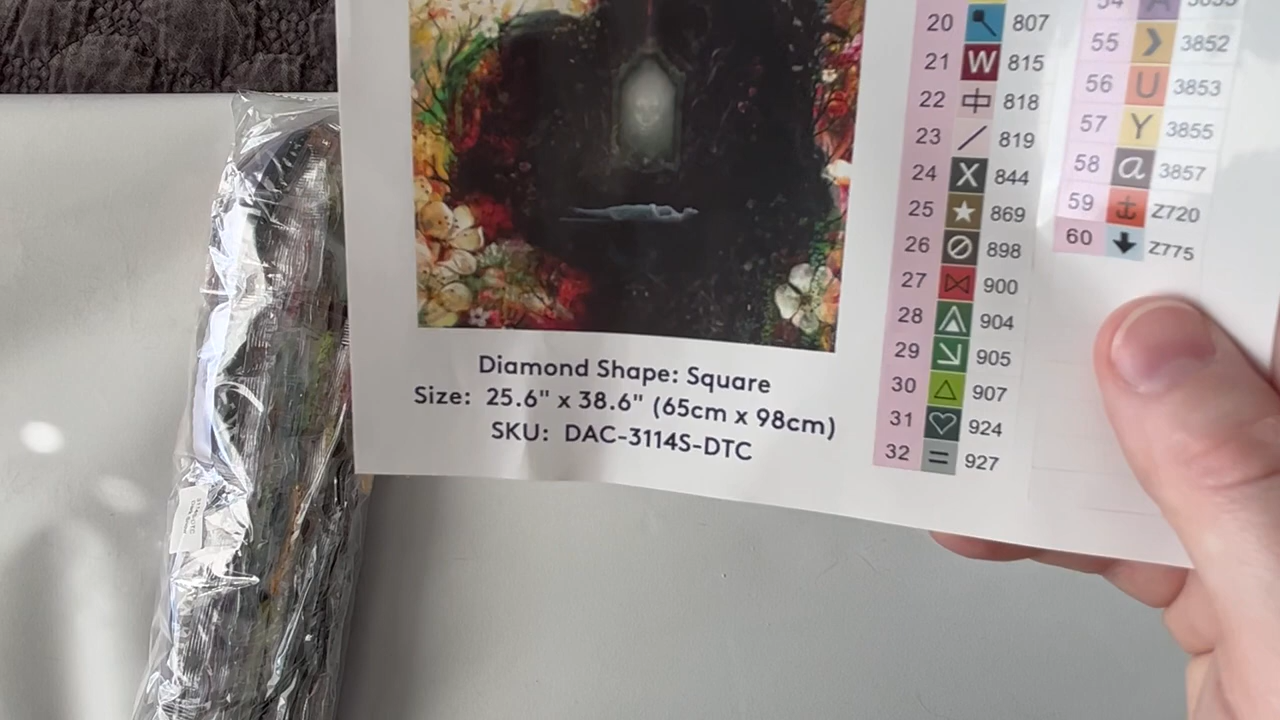 Diamond Shape: Square
Size: 25.6" x 38.6" (65cm x 98cm)
SKU: DAC-3114S-DTC
20 807
21 W 815
22 818
23 / 819
24 X 844
25 ★ 869
26 ⊘ 898
27 ⋈ 900
28 904
29 905
30 △ 907
31 ♡ 924
32 = 927
55 3852
56 U 3853
57 Y 3855
58 a 3857
59 ⚓ Z720
60 Z775